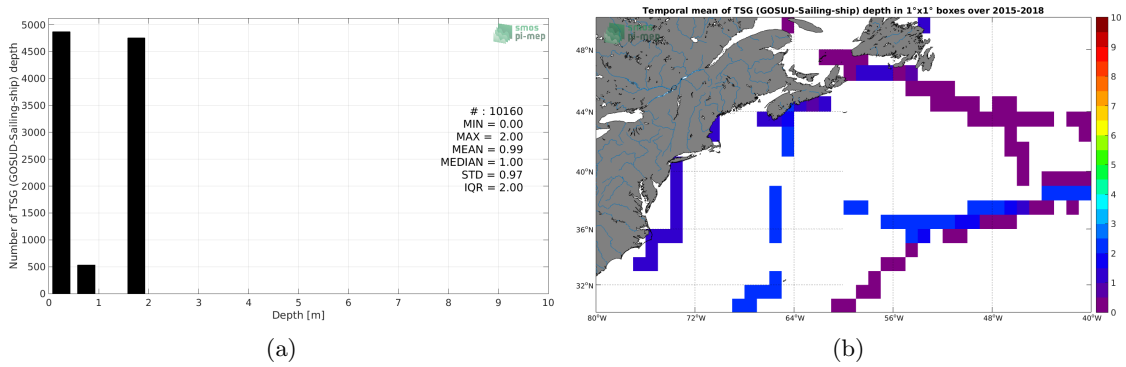 5000
4500
4000
3500
3000
2500
2000
1500
1000
500
0
Number of TSG (GOSUD-Sailing-ship) depth
smos
pi-mep
# : 10160
MIN = 0.00
MAX = 2.00
MEAN = 0.99
MEDIAN = 1.00
STD = 0.97
IQR = 2.00
0 1 2 3 4 5 6 7 8 9 10
Depth [m]
(a)
Temporal mean of TSG (GOSUD-Sailing-ship) depth in 1°x1° boxes over 2015-2018
smos
pi-mep
48°N
44°N
40°N
36°N
32°N
80°W 72°W 64°W 56°W 48°W 40°W
10
9
8
7
6
5
4
3
2
1
0
(b)